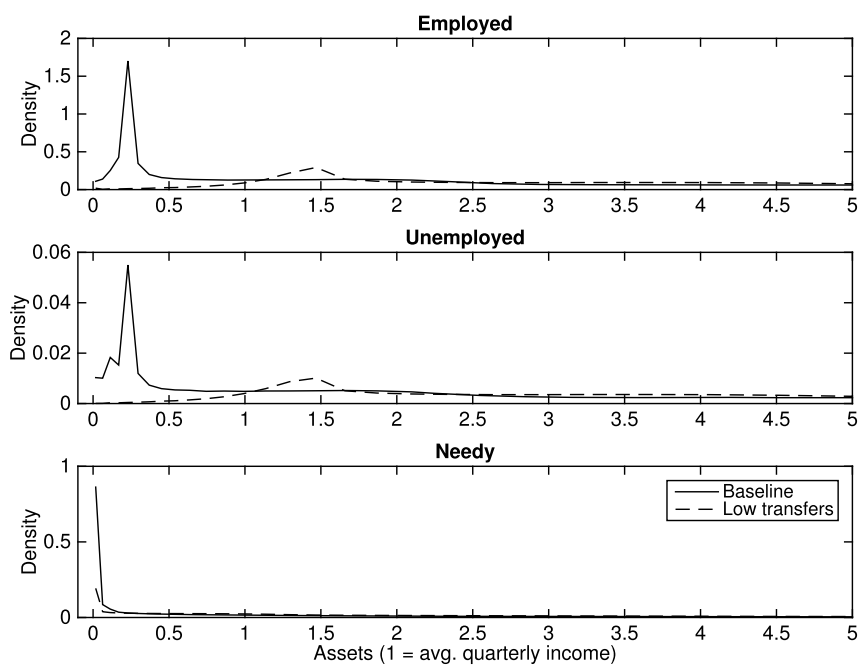 Employed
2
1.5
1
0.5
0
Density
0 0.5 1 1.5 2 2.5 3 3.5 4 4.5 5
Unemployed
0.06
0.04
0.02
0
Density
0 0.5 1 1.5 2 2.5 3 3.5 4 4.5 5
Needy
1
0.5
0
Density
Baseline
Low transfers
0 0.5 1 1.5 2 2.5 3 3.5 4 4.5 5
Assets (1 = avg. quarterly income)